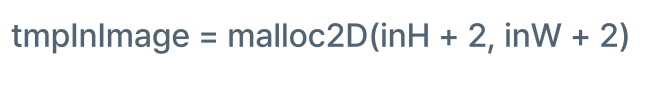 tmpInImage = malloc2D(inH + 2, inW + 2)